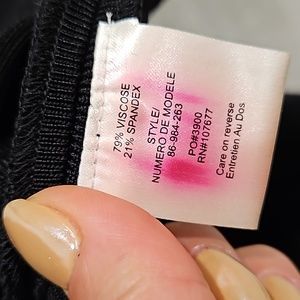 79% VISCOSE
21% SPANDEX
STYLE/
NUMERO DE MODELE
86-984-263
PO#3900
RN#107677
Care on reverse
Entretien Au Dos